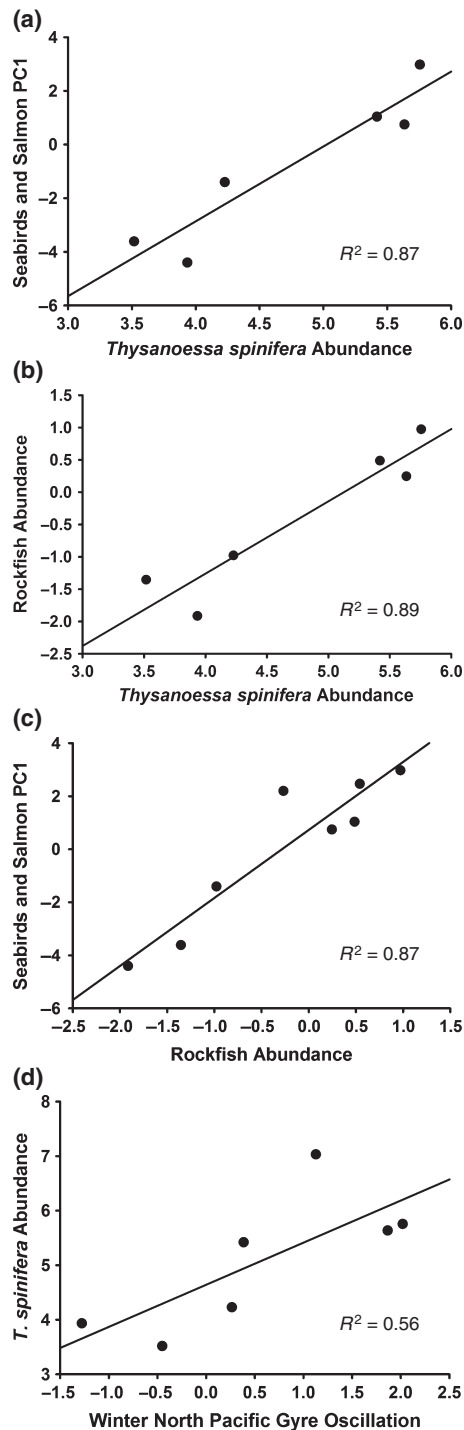 (a)
Seabirds and Salmon PC1
4
2
0
–2
–4
–6
R² = 0.87
3.0 3.5 4.0 4.5 5.0 5.5 6.0
Thysanoessa spinifera Abundance
(b)
Rockfish Abundance
1.5
1.0
0.5
0.0
–0.5
–1.0
–1.5
–2.0
–2.5
R² = 0.89
3.0 3.5 4.0 4.5 5.0 5.5 6.0
Thysanoessa spinifera Abundance
(c)
Seabirds and Salmon PC1
4
2
0
–2
–4
–6
R² = 0.87
–2.5 –2.0 –1.5 –1.0 –0.5 0.0 0.5 1.0 1.5
Rockfish Abundance
(d)
T. spinifera Abundance
8
7
6
5
4
3
R² = 0.56
–1.5 –1.0 –0.5 0.0 0.5 1.0 1.5 2.0 2.5
Winter North Pacific Gyre Oscillation